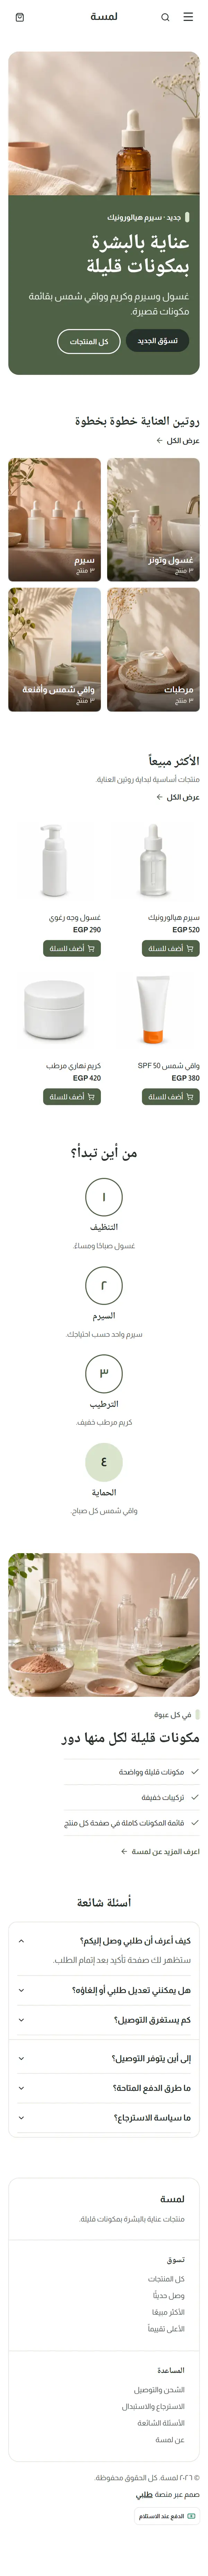 لمسة
جديد · سيرم هيالورونيك
عناية بالبشرة
بمكونات قليلة
غسول وسيرم وكريم وواقي شمس بقائمة
مكونات قصيرة.
تسوّق الجديد
كل المنتجات
روتين العناية خطوة بخطوة
عرض الكل
غسول وتونر
٣ منتج
سيرم
٣ منتج
مرطبات
٣ منتج
واقي شمس وأقنعة
٣ منتج
الأكثر مبيعاً
منتجات أساسية لبداية روتين العناية.
عرض الكل
سيرم هيالورونيك
520 EGP
أضف للسلة
غسول وجه رغوي
290 EGP
أضف للسلة
واقي شمس SPF 50
380 EGP
أضف للسلة
كريم نهاري مرطب
420 EGP
أضف للسلة
من أين تبدأ؟
١
التنظيف
غسول صباحًا ومساءً.
٢
السيرم
سيرم واحد حسب احتياجك.
٣
الترطيب
كريم مرطب خفيف.
٤
الحماية
واقي شمس كل صباح.
في كل عبوة
مكونات قليلة لكل منها دور
مكونات قليلة وواضحة
تركيبات خفيفة
قائمة المكونات كاملة في صفحة كل منتج
اعرف المزيد عن لمسة
أسئلة شائعة
كيف أعرف أن طلبي وصل إليكم؟
ستظهر لك صفحة تأكيد بعد إتمام الطلب.
هل يمكنني تعديل طلبي أو إلغاؤه؟
كم يستغرق التوصيل؟
إلى أين يتوفر التوصيل؟
ما طرق الدفع المتاحة؟
ما سياسة الاسترجاع؟
لمسة
منتجات عناية بالبشرة بمكونات قليلة.
تسوق
كل المنتجات
وصل حديثًا
الأكثر مبيعًا
الأعلى تقييماً
المساعدة
الشحن والتوصيل
الاسترجاع والاستبدال
الأسئلة الشائعة
عن لمسة
© ٢٠٢٦ لمسة. كل الحقوق محفوظة.
صمم عبر منصة طلبي
الدفع عند الاستلام